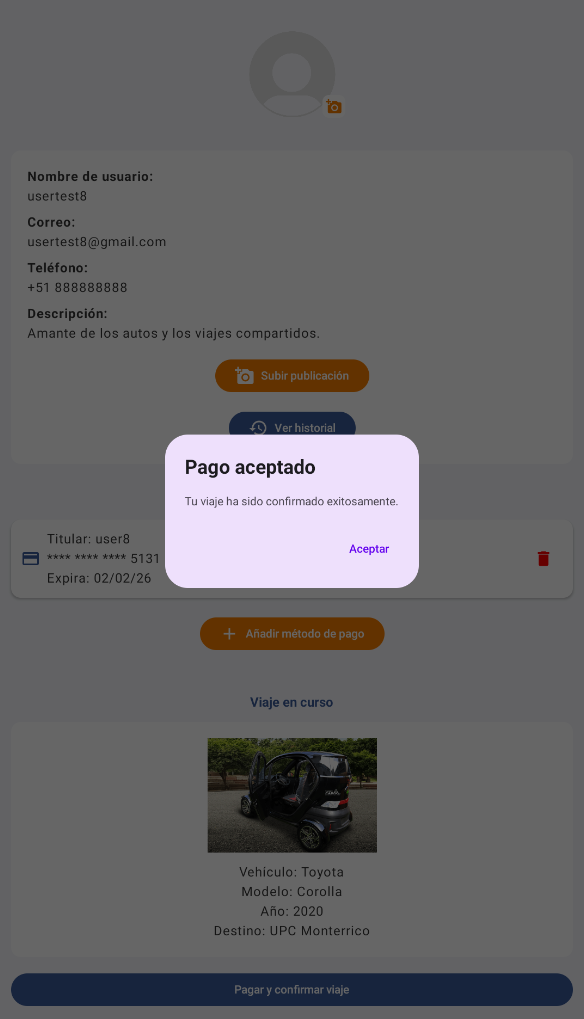 Nombre de usuario:
usertest8
Correo:
usertest8@gmail.com
Teléfono:
+51 888888888
Descripción:
Amante de los autos y los viajes compartidos.
Subir publicación
Ver historial
Pago aceptado
Tu viaje ha sido confirmado exitosamente.
Aceptar
Titular: user8
**** **** **** 5131
Expira: 02/02/26
Añadir método de pago
Viaje en curso
Vehículo: Toyota
Modelo: Corolla
Año: 2020
Destino: UPC Monterrico
Pagar y confirmar viaje